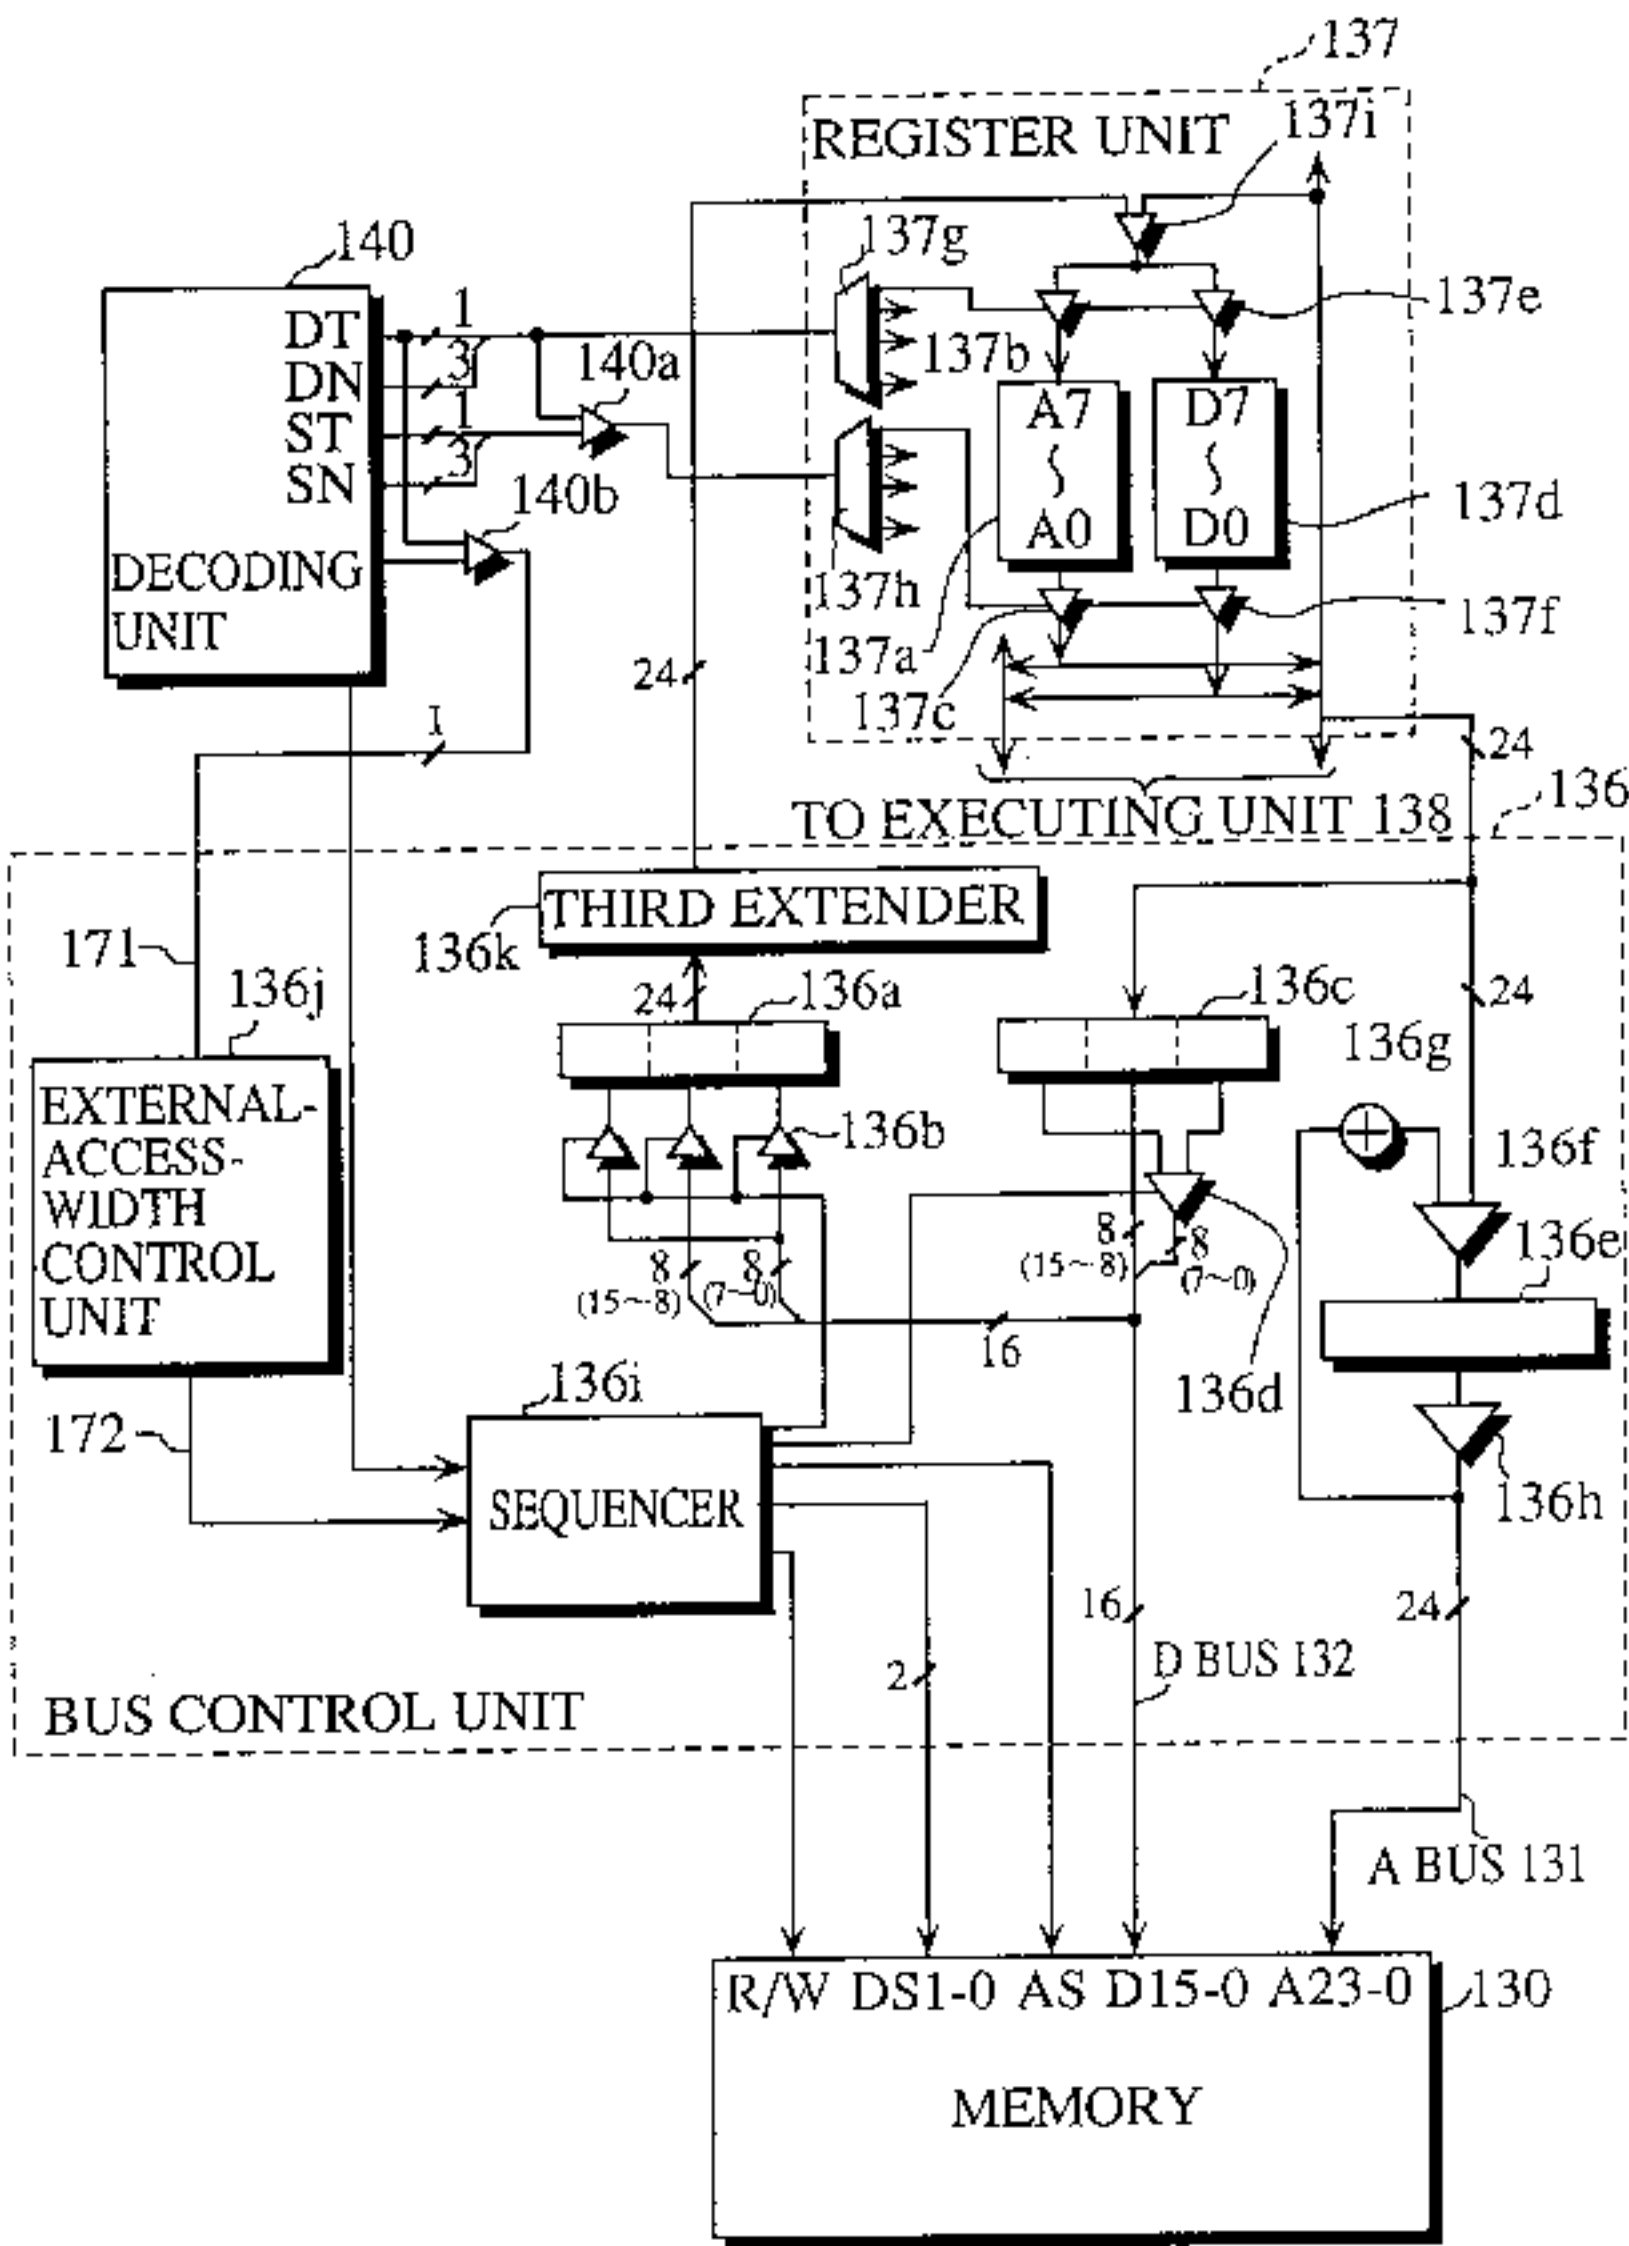 137
REGISTER UNIT
137i
140
137g
DT
1
DN
3
ST
1
SN
3
140a
137b
137e
A7
A0
D7
D0
140b
137d
DECODING
UNIT
137h
137a
137f
24
137c
1
24
TO EXECUTING UNIT 138
136
THIRD EXTENDER
136k
171
136j
24
136a
136c
24
136g
EXTERNAL-
ACCESS-
WIDTH
CONTROL
UNIT
136b
136f
8
(15~8)
8
(7~0)
8
(15~8)
8
(7~0)
136e
16
136i
136d
172
SEQUENCER
136h
16
24
2
D BUS 132
BUS CONTROL UNIT
A BUS 131
R/W DS1-0 AS D15-0 A23-0
130
MEMORY